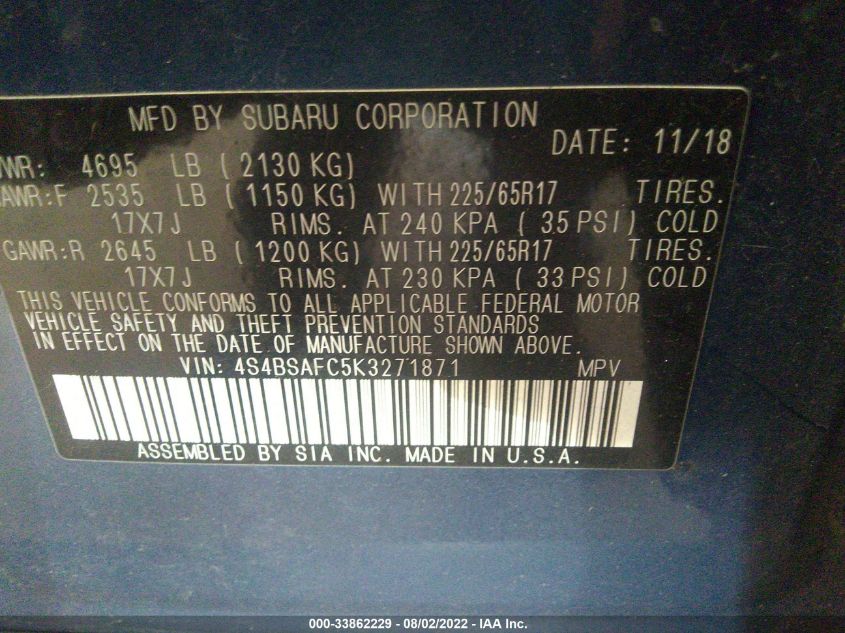 MFD BY SUBARU CORPORATION
DATE: 11/18
VWR: 4695 LB ( 2130 KG)
AWR:F 2535 LB ( 1150 KG) WITH 225/65R17 TIRES.
17X7J RIMS. AT 240 KPA ( 35 PSI) COLD
GAWR:R 2645 LB ( 1200 KG) WITH 225/65R17 TIRES.
17X7J RIMS. AT 230 KPA ( 33 PSI) COLD
THIS VEHICLE CONFORMS TO ALL APPLICABLE FEDERAL MOTOR
VEHICLE SAFETY AND THEFT PREVENTION STANDARDS
IN EFFECT ON THE DATE OF MANUFACTURE SHOWN ABOVE.
VIN: 4S4BSAFC5K3271871 MPV
ASSEMBLED BY SIA INC. MADE IN U.S.A.
000-33862229 - 08/02/2022 - IAA Inc.